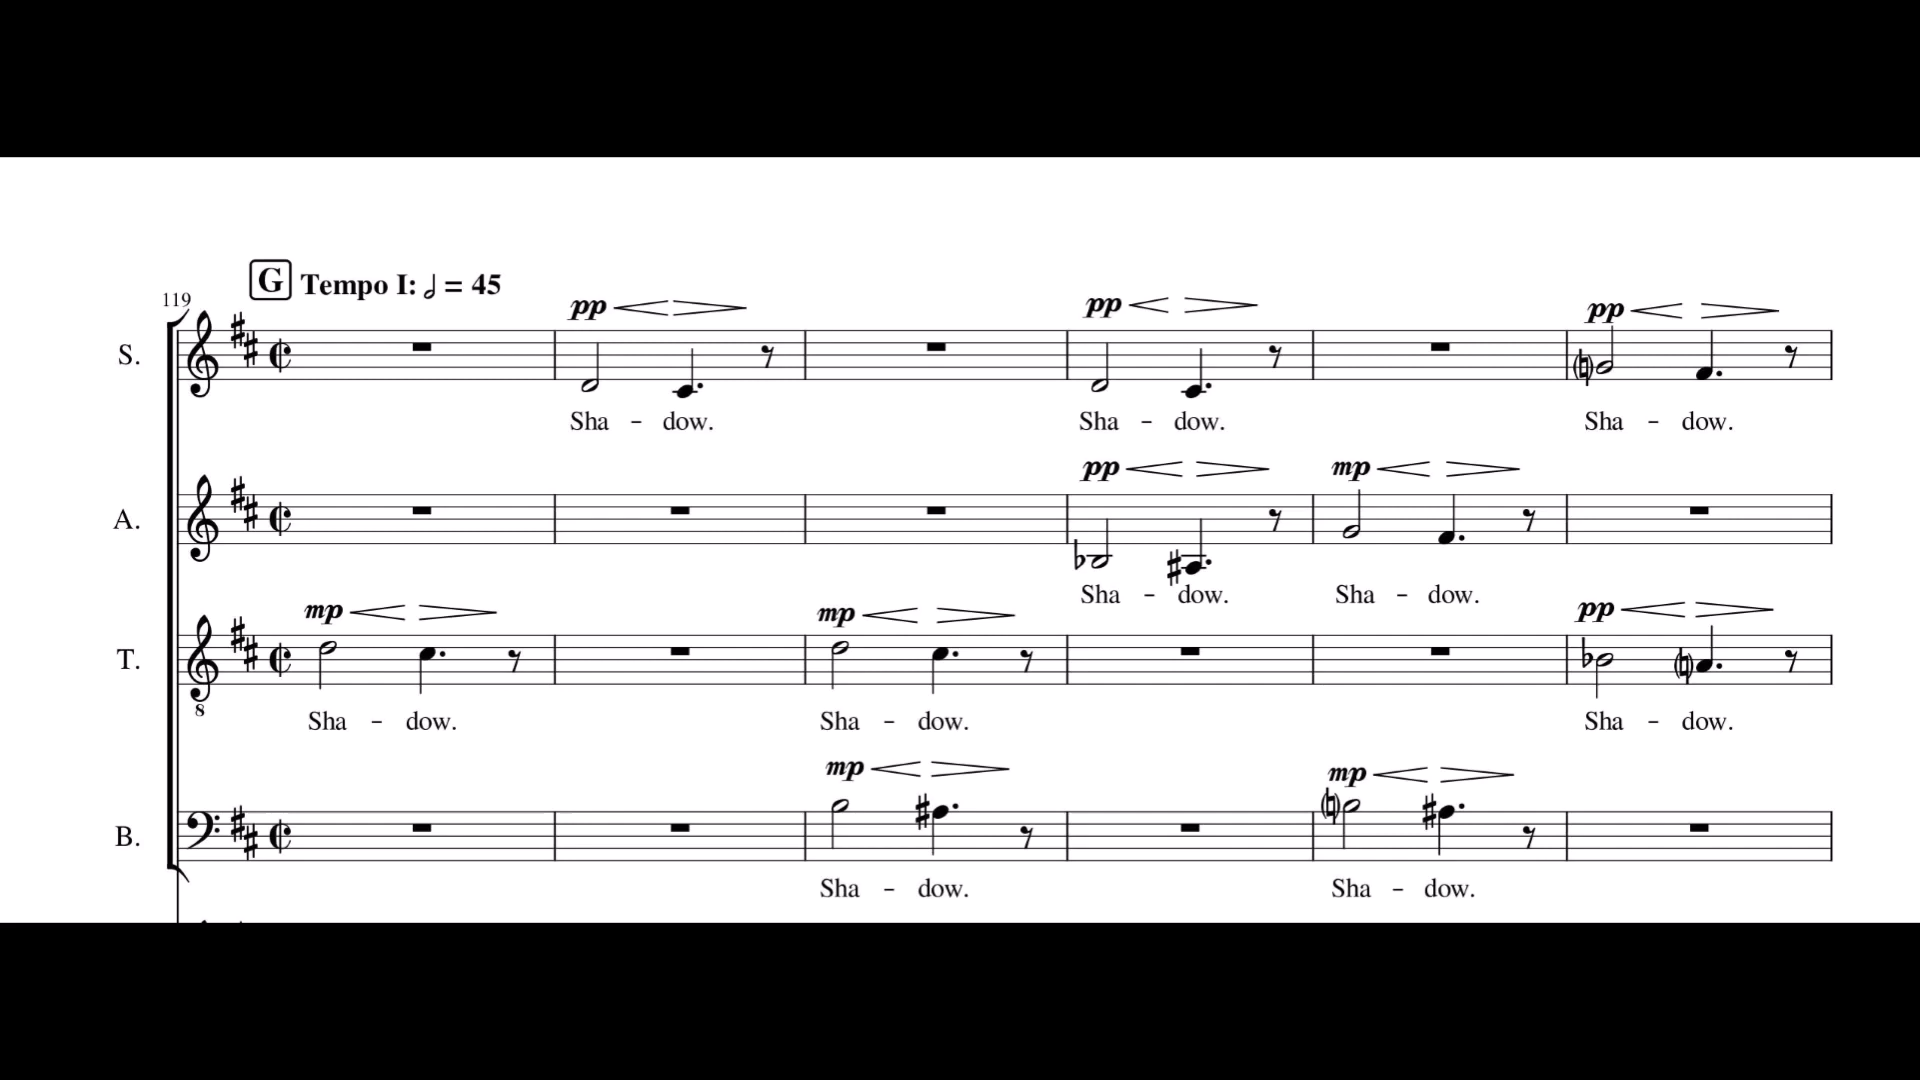 G Tempo I: 𝅗𝅥 = 45
119
pp pp pp
S.
Sha - dow. Sha - dow. Sha - dow.
pp mp
A.
Sha - dow. Sha - dow.
mp mp pp
T.
8
Sha - dow. Sha - dow. Sha - dow.
mp mp
B.
Sha - dow. Sha - dow.